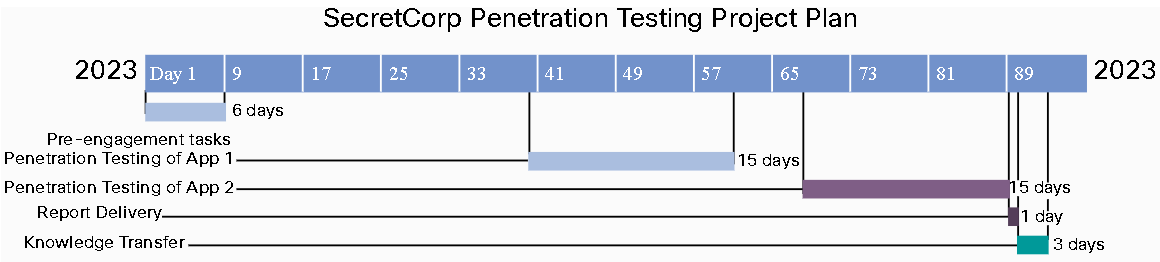 SecretCorp Penetration Testing Project Plan
2023 Day 1 9 17 25 33 41 49 57 65 73 81 89 2023
6 days
Pre-engagement tasks
Penetration Testing of App 1 15 days
Penetration Testing of App 2 15 days
Report Delivery 1 day
Knowledge Transfer 3 days